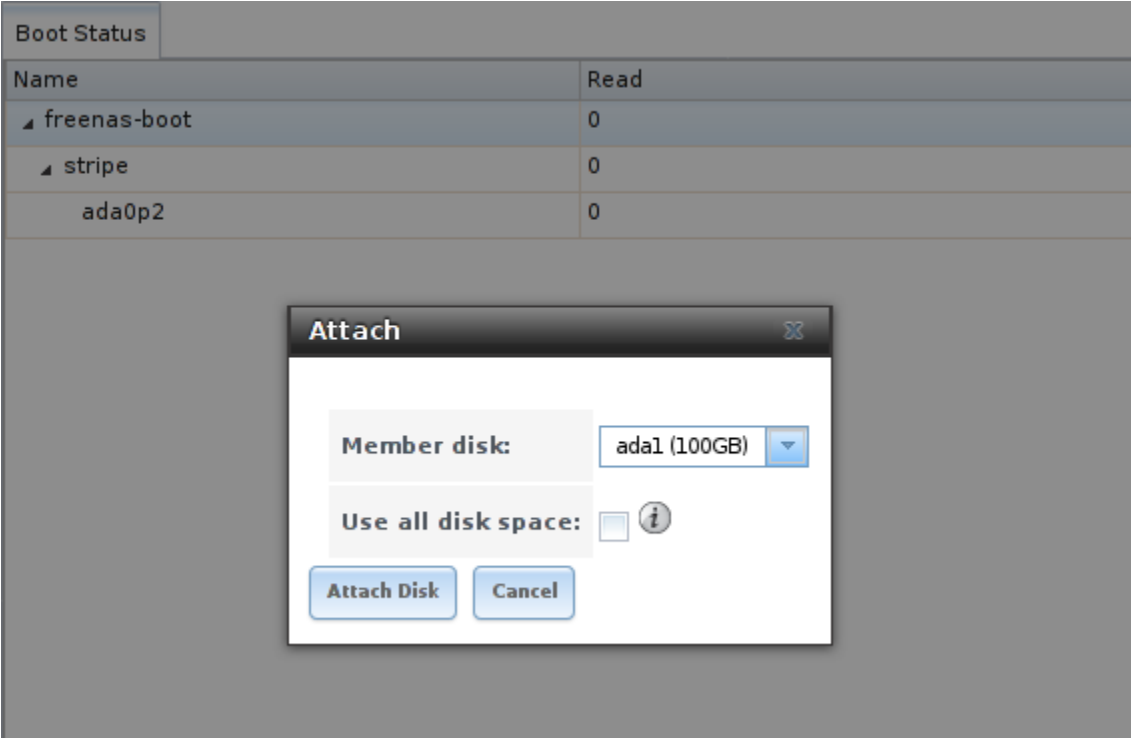 Boot Status
Name Read
freenas-boot 0
stripe 0
ada0p2 0
Attach
Member disk: ada1 (100GB)
Use all disk space:
Attach Disk Cancel